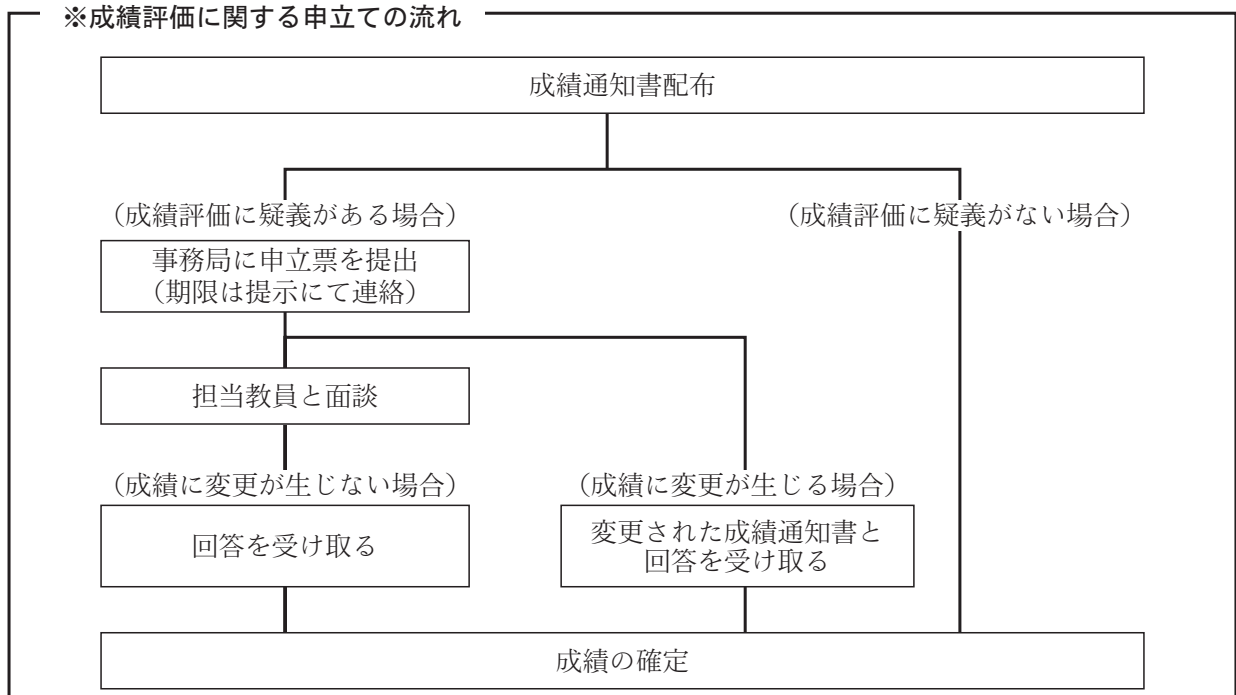 ※成績評価に関する申立ての流れ
成績通知書配布
（成績評価に疑義がある場合）
（成績評価に疑義がない場合）
事務局に申立票を提出
（期限は提示にて連絡）
担当教員と面談
（成績に変更が生じない場合）
（成績に変更が生じる場合）
回答を受け取る
変更された成績通知書と
回答を受け取る
成績の確定